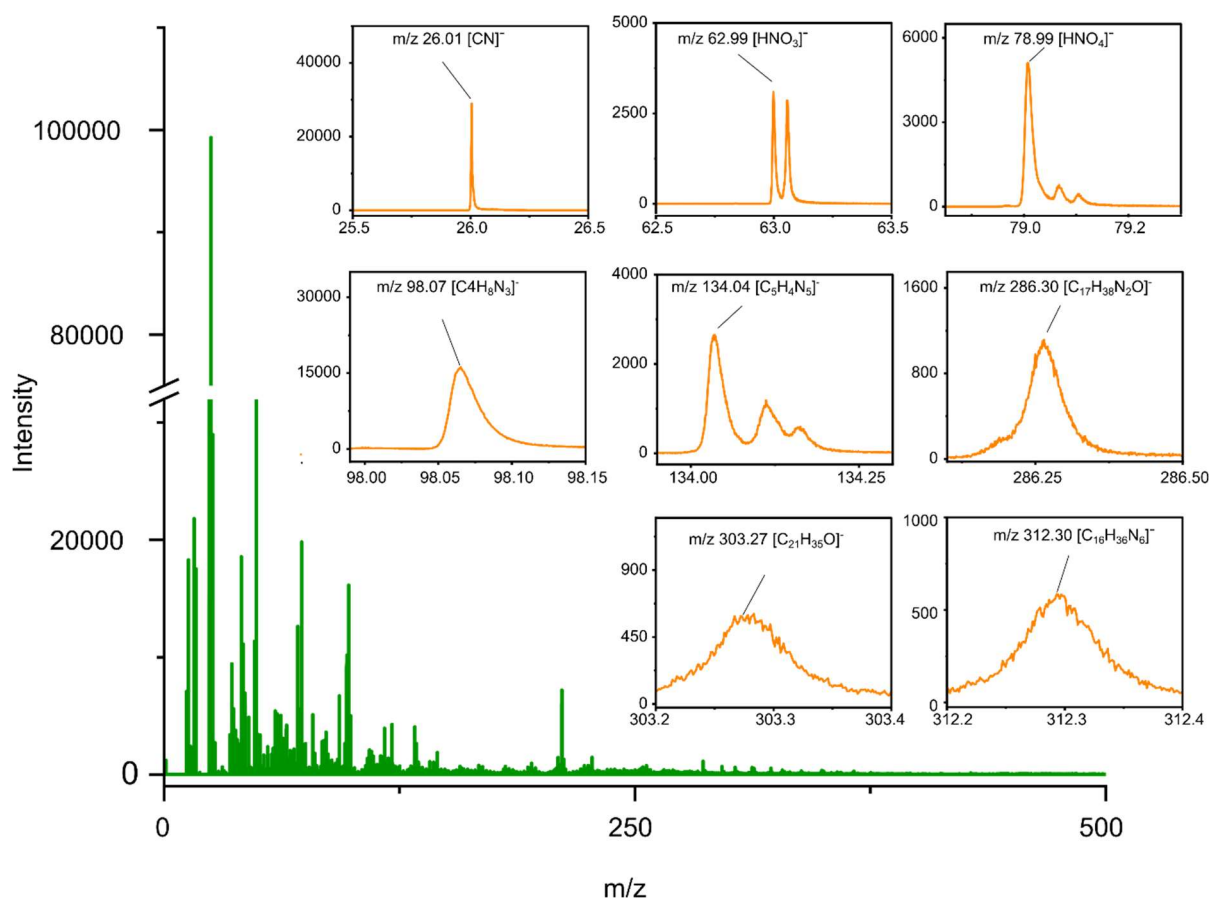 m/z 26.01 [CN]⁻
40000
20000
0
25.5 26.0 26.5
m/z 62.99 [HNO₃]⁻
5000
2500
0
62.5 63.0 63.5
m/z 78.99 [HNO₄]⁻
6000
3000
0
79.0 79.2
m/z 98.07 [C4H₈N₃]⁻
30000
15000
0
98.00 98.05 98.10 98.15
m/z 134.04 [C₅H₄N₅]⁻
4000
2000
0
134.00 134.25
m/z 286.30 [C₁₇H₃₈N₂O]⁻
1600
800
0
286.25 286.50
m/z 303.27 [C₂₁H₃₅O]⁻
900
450
0
303.2 303.3 303.4
m/z 312.30 [C₁₆H₃₆N₆]⁻
1000
500
0
312.2 312.3 312.4
100000
80000
20000
0
Intensity
0 250 500
m/z